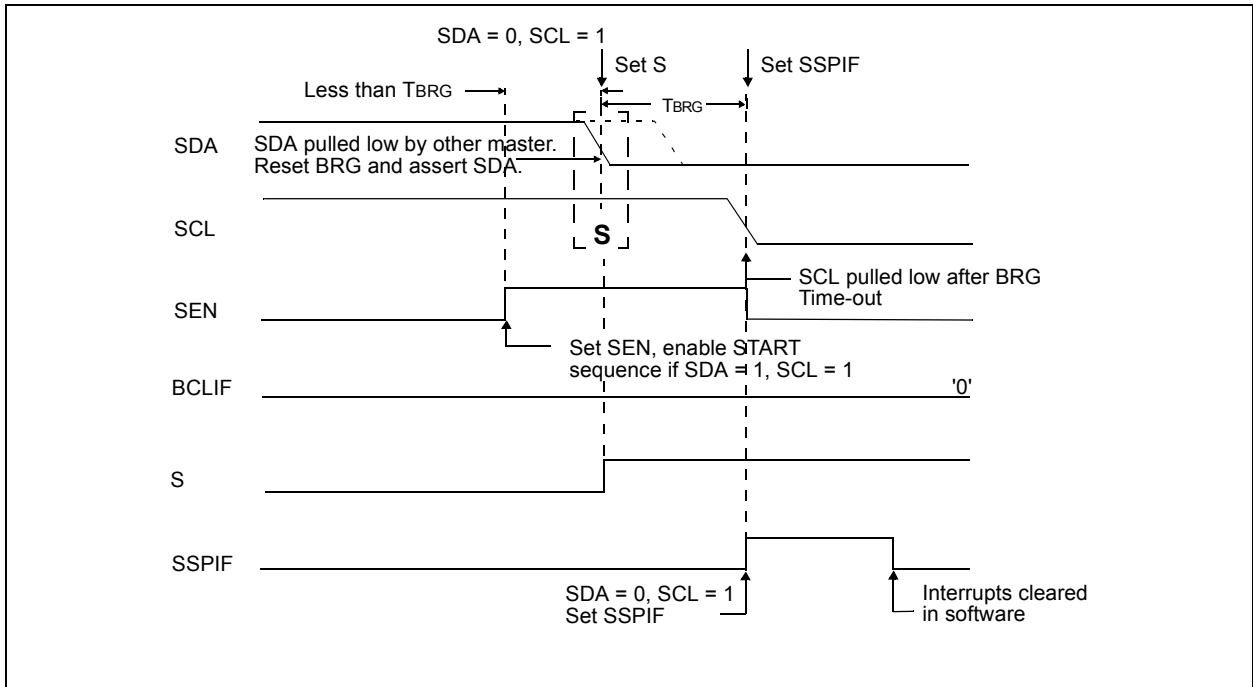 SDA = 0, SCL = 1
Set S
Set SSPIF
Less than TBRG
TBRG
SDA
SDA pulled low by other master.
Reset BRG and assert SDA.
SCL
S
SCL pulled low after BRG
Time-out
SEN
Set SEN, enable START
sequence if SDA = 1, SCL = 1
BCLIF
'0'
S
SSPIF
SDA = 0, SCL = 1
Set SSPIF
Interrupts cleared
in software